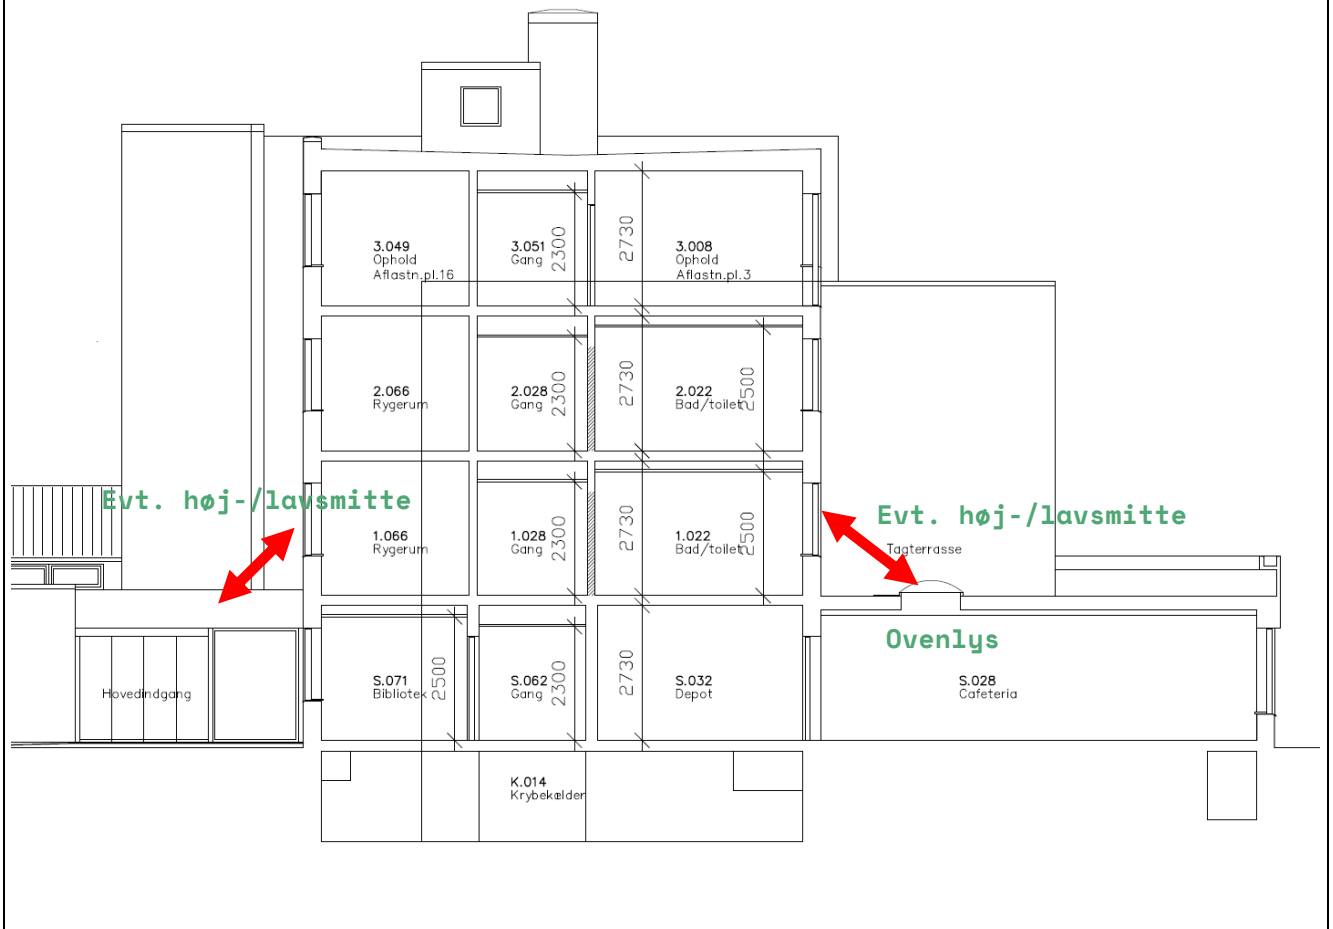 3.049
Ophold
Aflastn.pl.16
3.051
Gang
2300
2730
3.008
Ophold
Aflastn.pl.3
2.066
Rygerum
2.028
Gang
2300
2730
2.022
Bad/toilet
2500
Evt. høj-/lavsmitte
Evt. høj-/lavsmitte
1.066
Rygerum
1.028
Gang
2300
2730
1.022
Bad/toilet
2500
Tagterrasse
Ovenlys
Hovedindgang
S.071
Bibliotek
2500
S.062
Gang
2300
2730
S.032
Depot
S.028
Cafeteria
K.014
Krybekælder